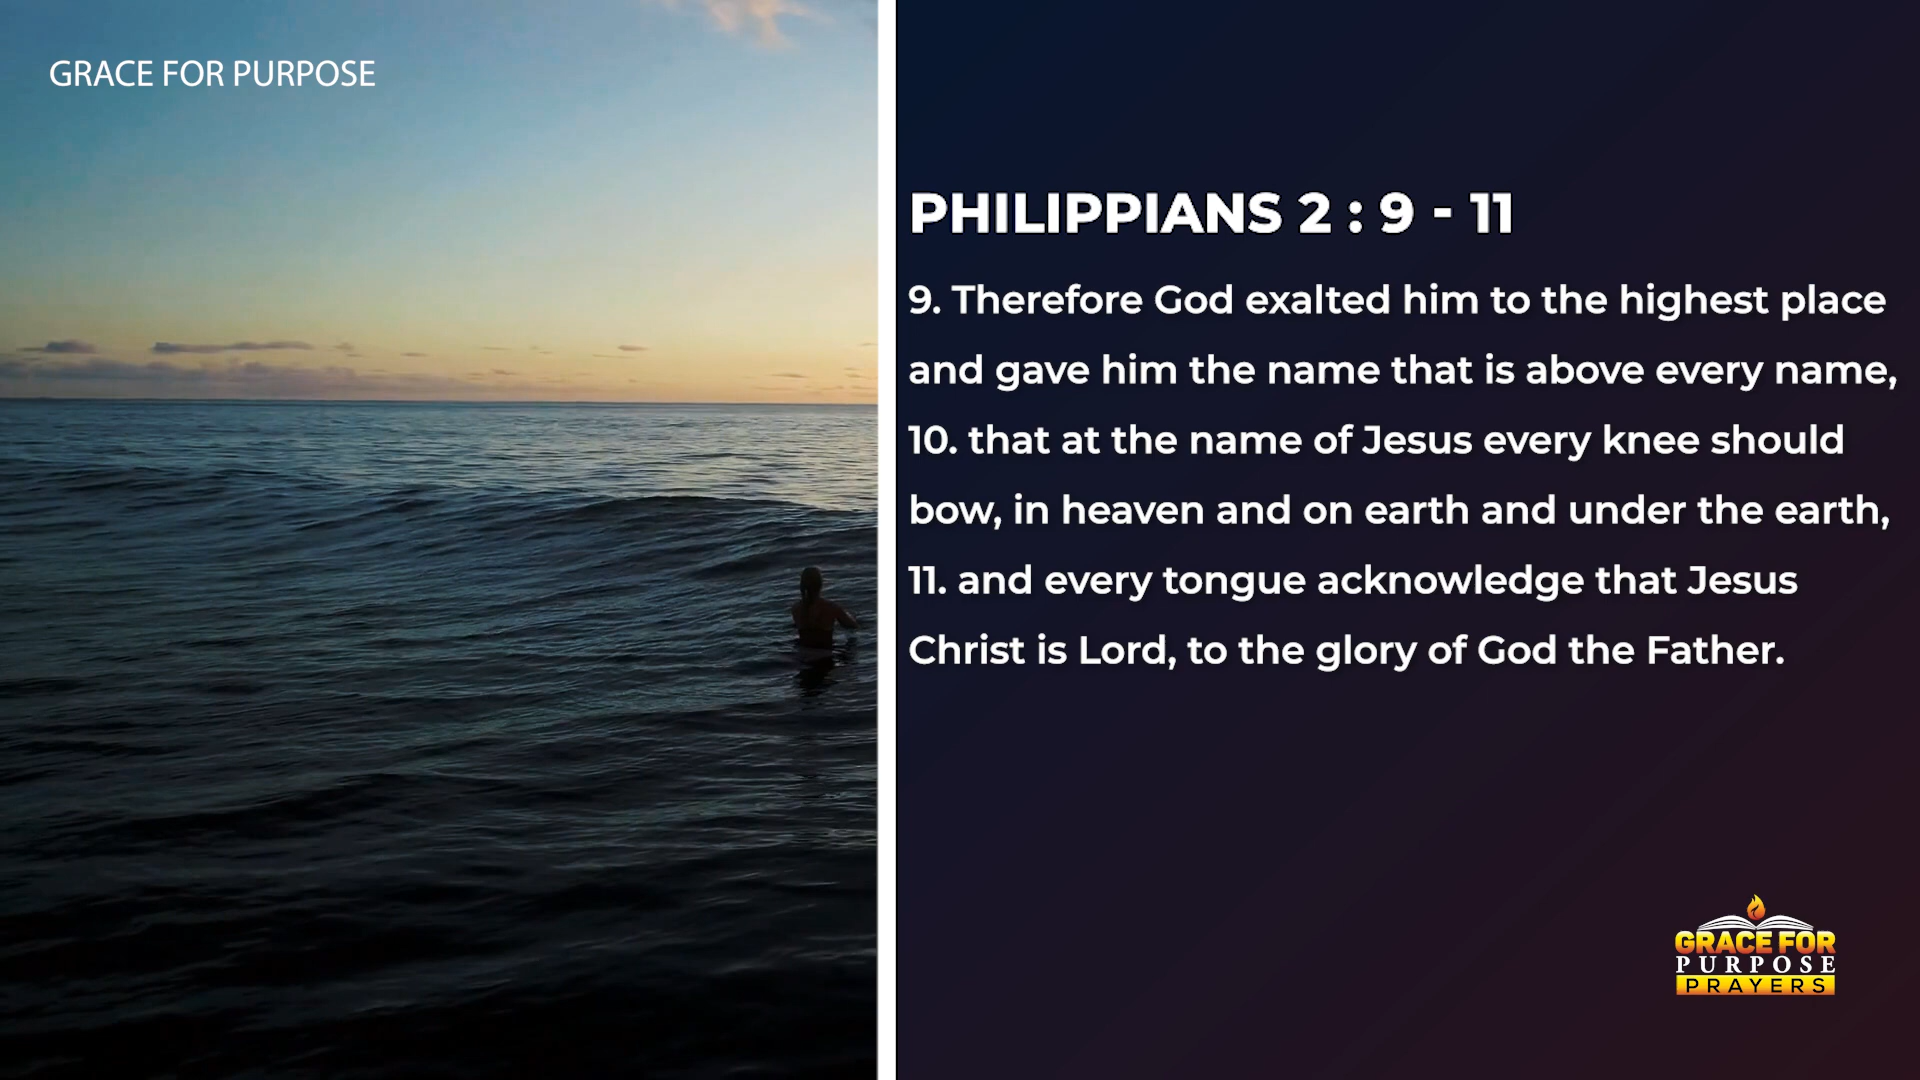 GRACE FOR PURPOSE
PHILIPPIANS 2 : 9 - 11
9. Therefore God exalted him to the highest place
and gave him the name that is above every name,
10. that at the name of Jesus every knee should
bow, in heaven and on earth and under the earth,
11. and every tongue acknowledge that Jesus
Christ is Lord, to the glory of God the Father.
GRACE FOR
PURPOSE
PRAYERS